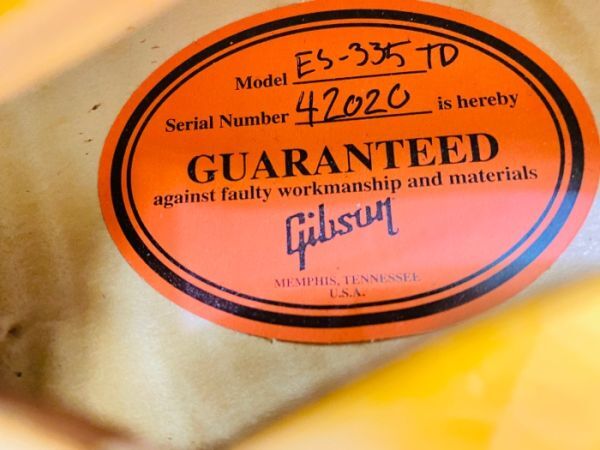 Model ES-335 TD
Serial Number 42020 is hereby
GUARANTEED
against faulty workmanship and materials
Gibson
MEMPHIS, TENNESSEE
U.S.A.